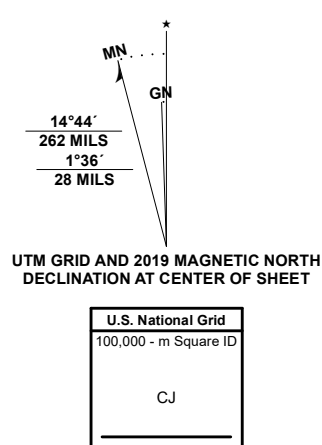 ★
MN
GN
14°44´
262 MILS
1°36´
28 MILS
UTM GRID AND 2019 MAGNETIC NORTH
DECLINATION AT CENTER OF SHEET
U.S. National Grid
100,000 - m Square ID
CJ